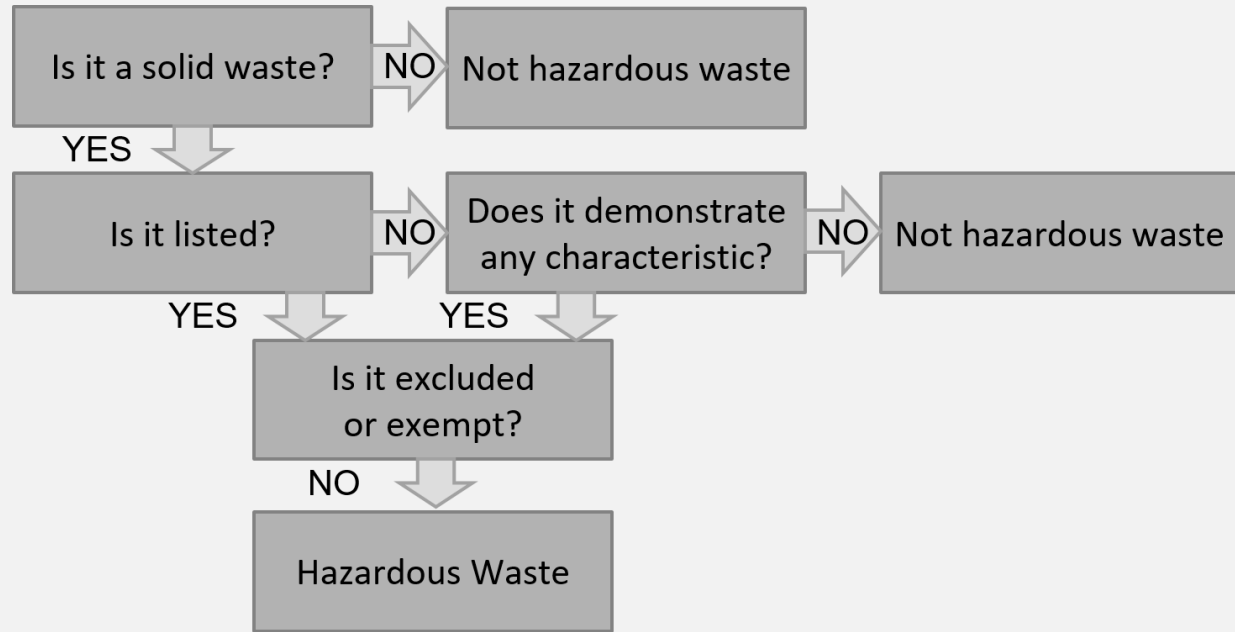 Is it a solid waste?
NO
Not hazardous waste
YES
Is it listed?
NO
Does it demonstrate
any characteristic?
NO
Not hazardous waste
YES
YES
Is it excluded
or exempt?
NO
Hazardous Waste